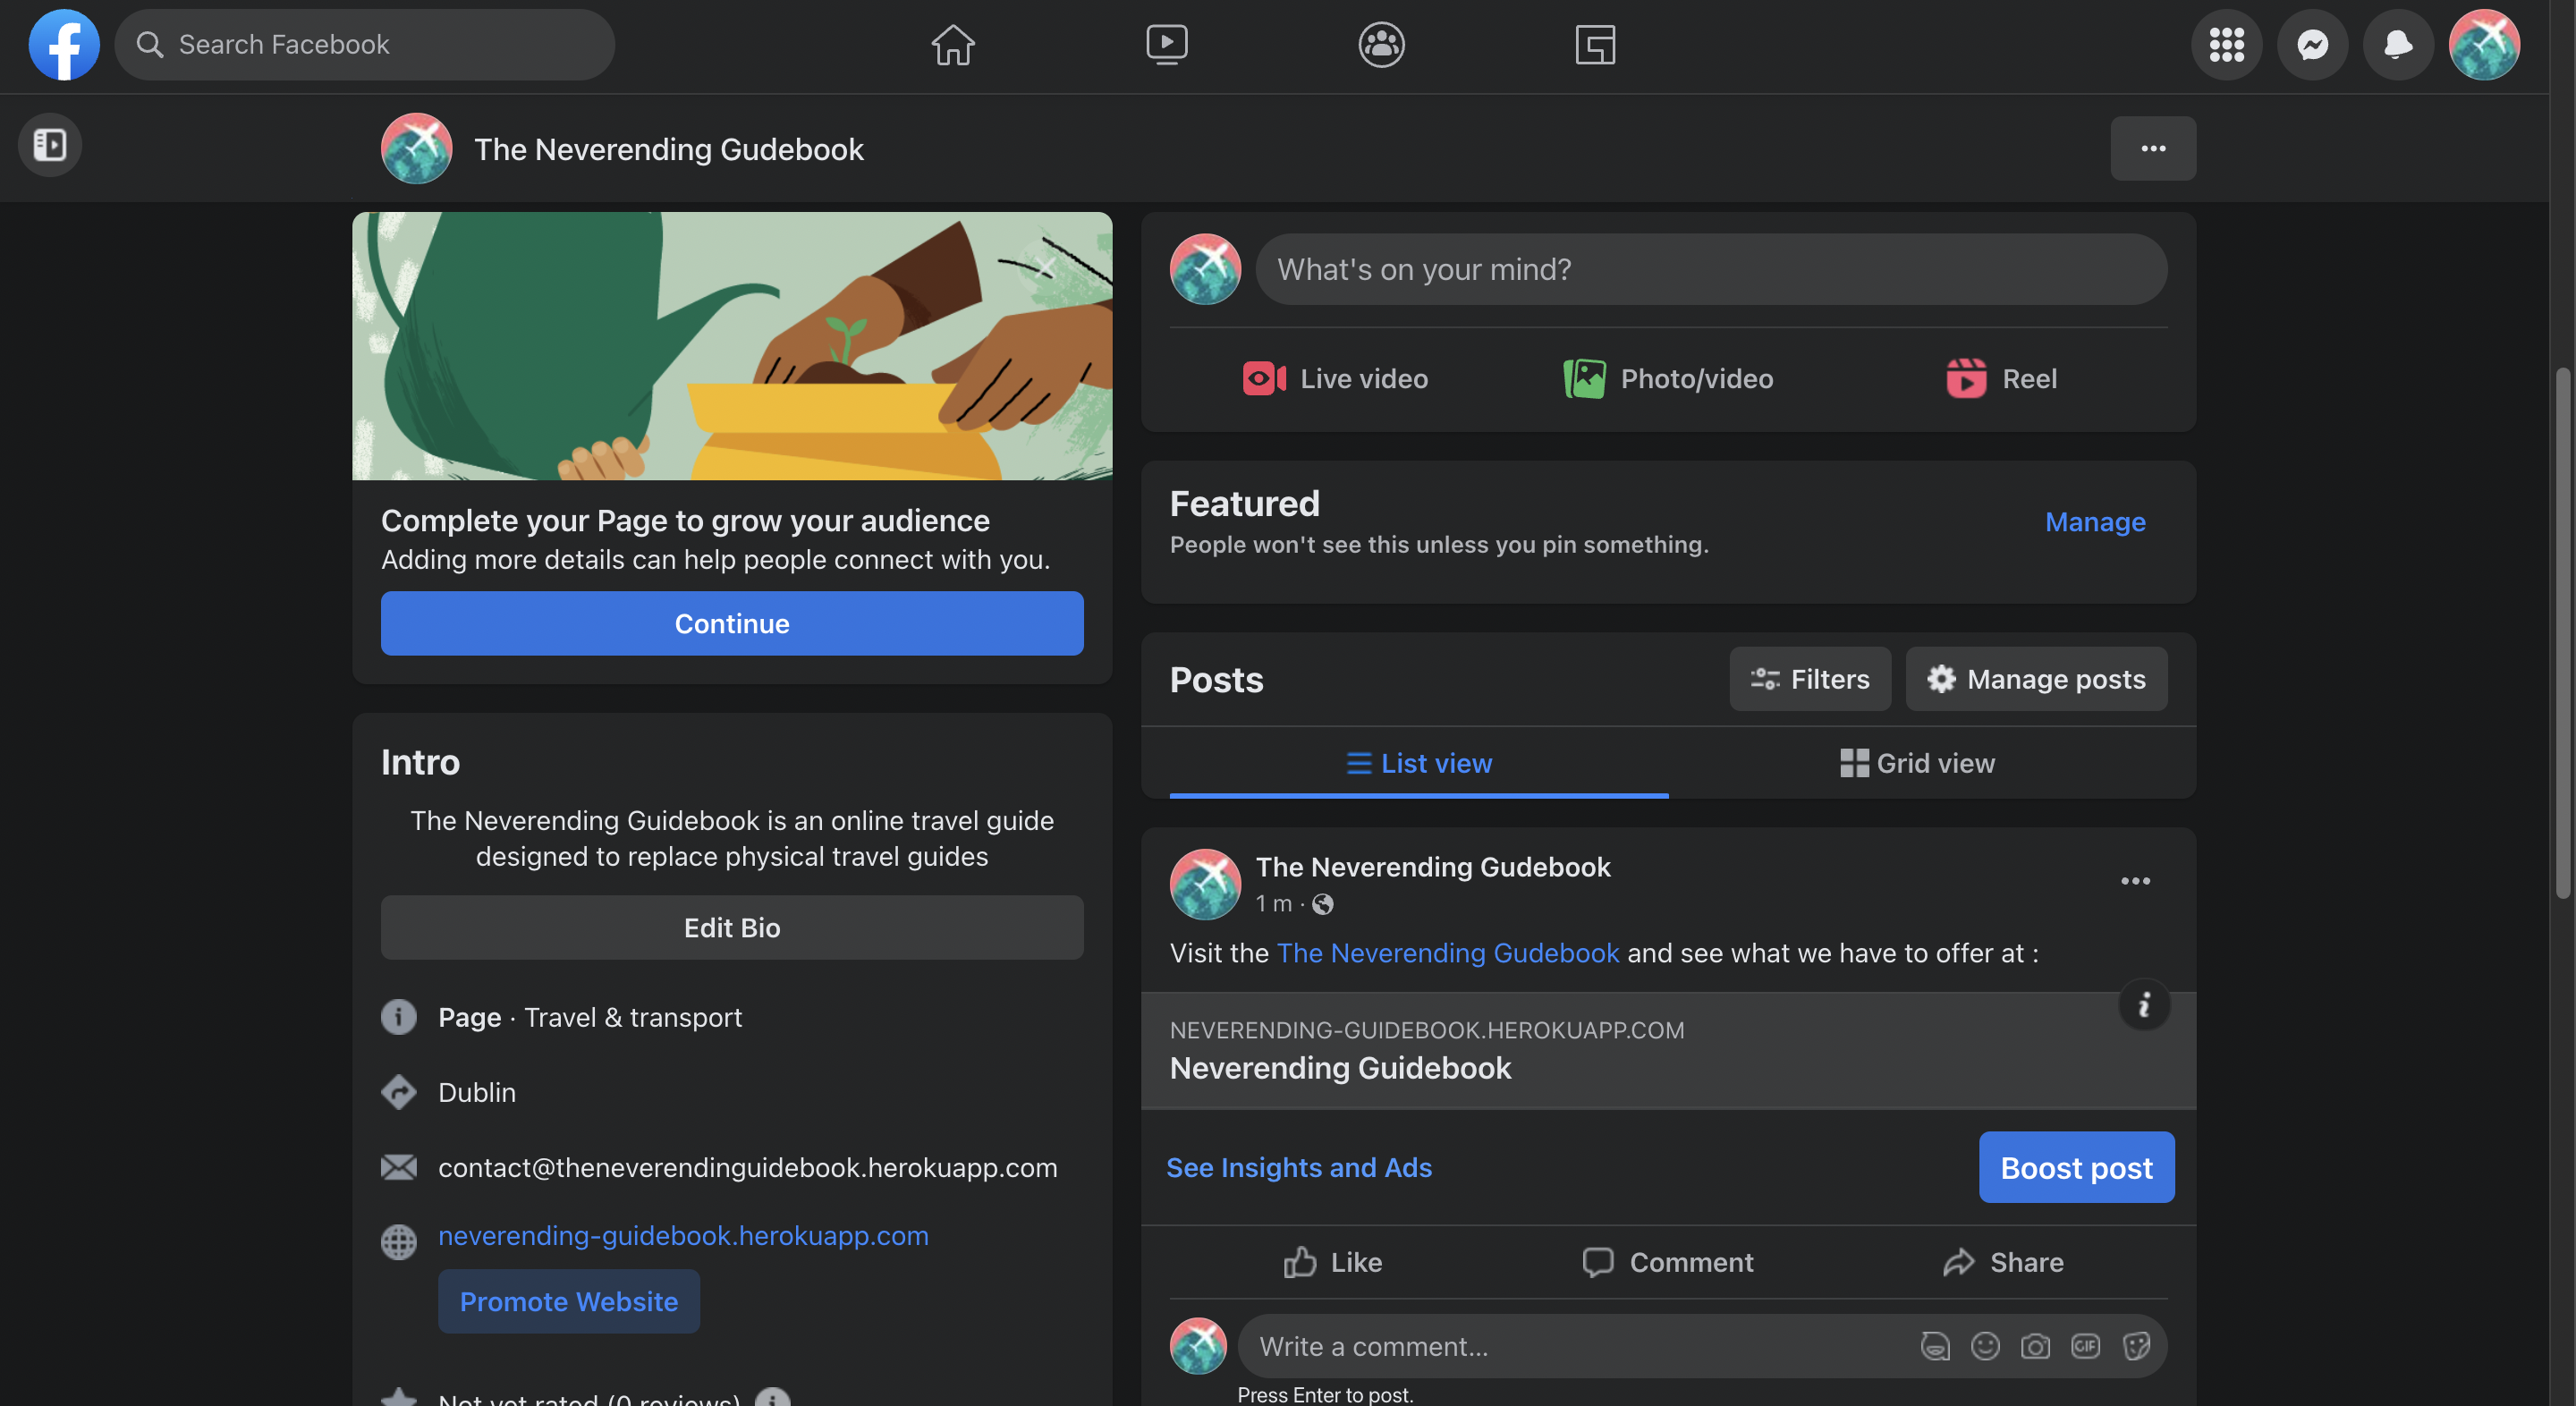 Search Facebook
The Neverending Gudebook
Complete your Page to grow your audience
Adding more details can help people connect with you.
Continue
Intro
The Neverending Guidebook is an online travel guide
designed to replace physical travel guides
Edit Bio
Page · Travel & transport
Dublin
contact@theneverendinguidebook.herokuapp.com
neverending-guidebook.herokuapp.com
Promote Website
Not yet rated (0 reviews)
What's on your mind?
Live video
Photo/video
Reel
Featured
People won't see this unless you pin something.
Manage
Posts
Filters
Manage posts
List view
Grid view
The Neverending Gudebook
1 m ·
Visit the The Neverending Gudebook and see what we have to offer at :
NEVERENDING-GUIDEBOOK.HEROKUAPP.COM
Neverending Guidebook
See Insights and Ads
Boost post
Like
Comment
Share
Write a comment...
GIF
Press Enter to post.